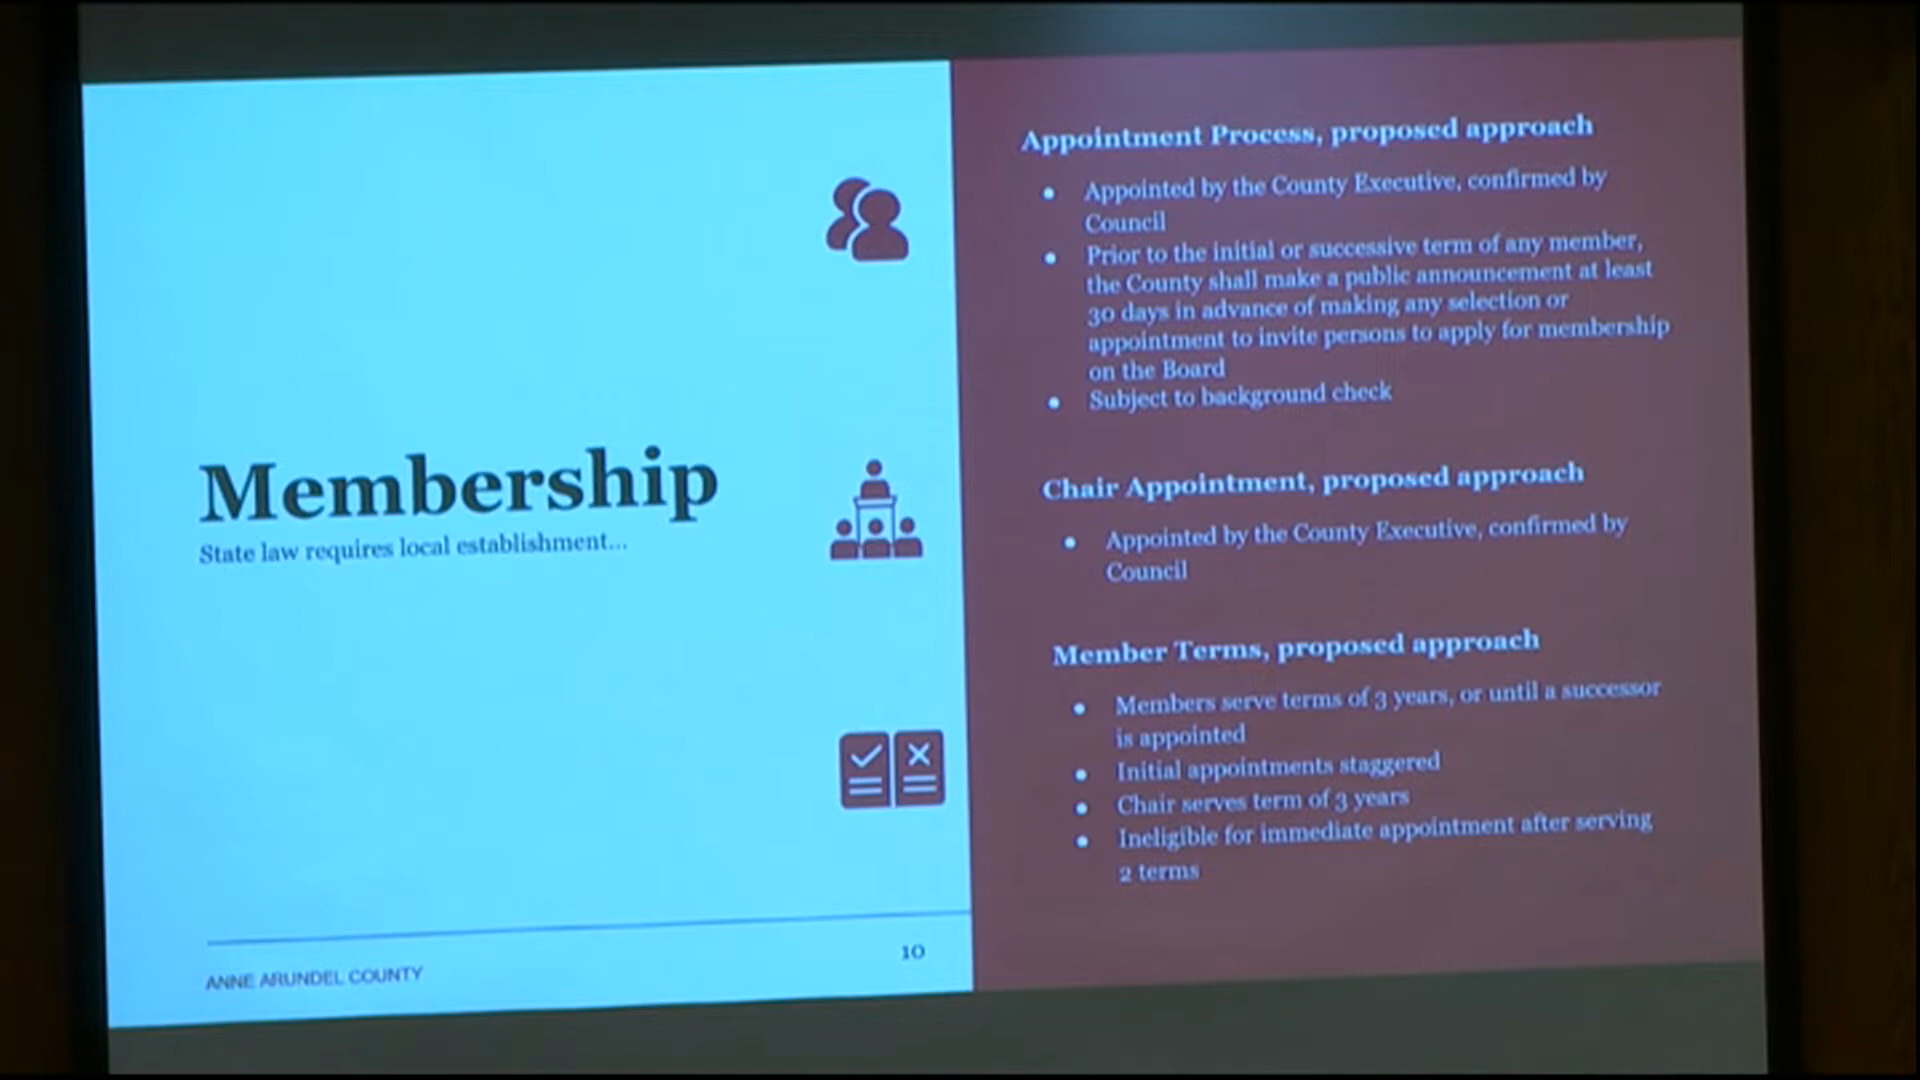 Membership
State law requires local establishment...
ANNE ARUNDEL COUNTY
10
Appointment Process, proposed approach
● Appointed by the County Executive, confirmed by
Council
● Prior to the initial or successive term of any member,
the County shall make a public announcement at least
30 days in advance of making any selection or
appointment to invite persons to apply for membership
on the Board
● Subject to background check
Chair Appointment, proposed approach
● Appointed by the County Executive, confirmed by
Council
Member Terms, proposed approach
● Members serve terms of 3 years, or until a successor
is appointed
● Initial appointments staggered
● Chair serves term of 3 years
● Ineligible for immediate appointment after serving
2 terms